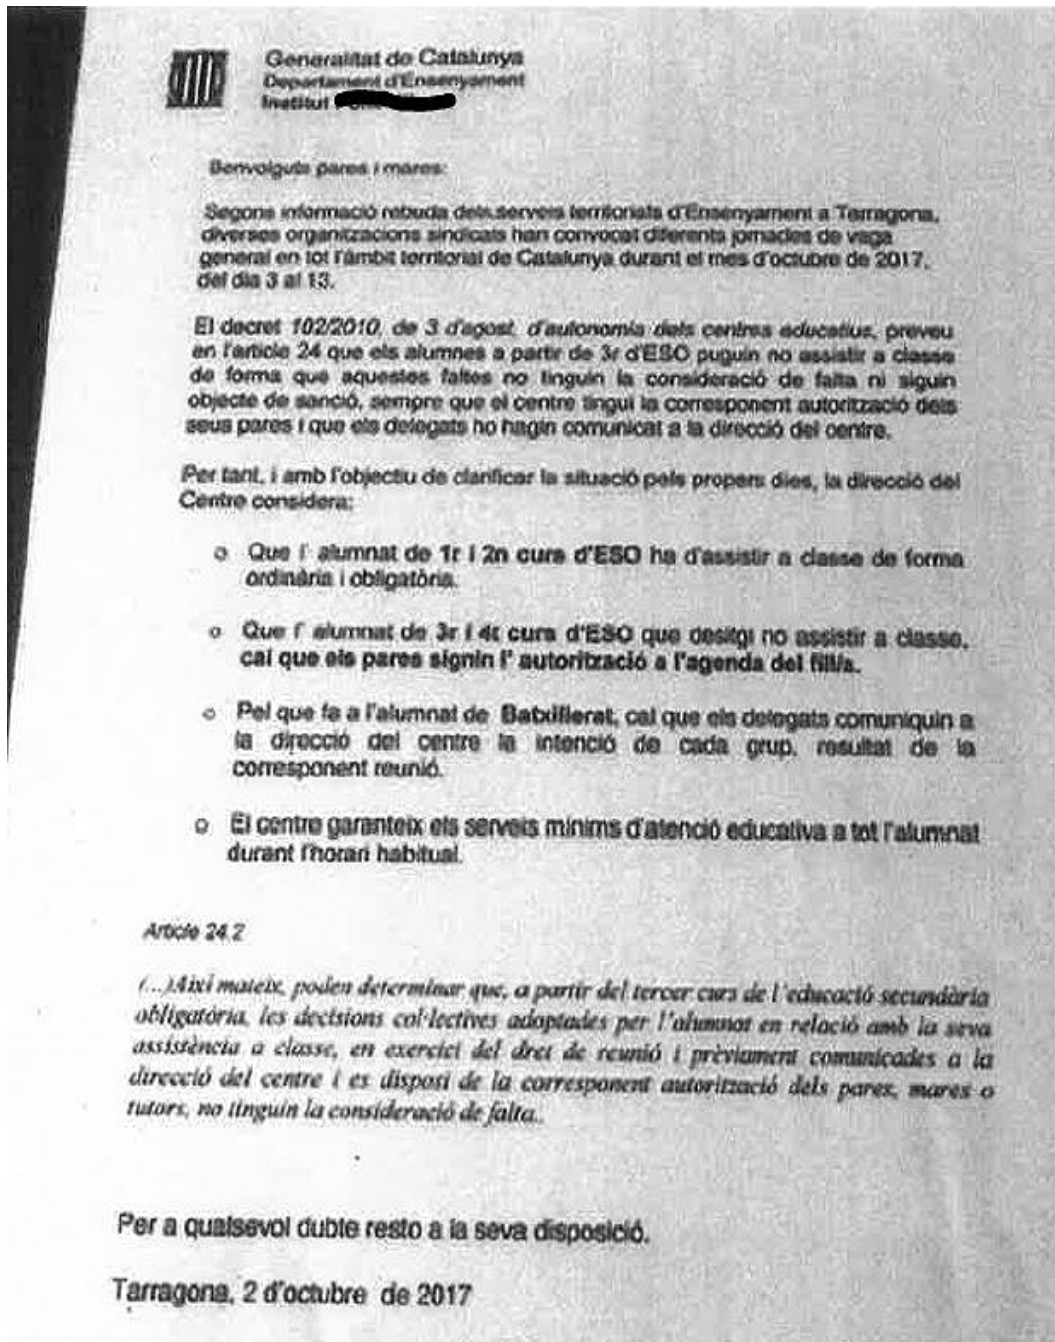 Generalitat de Catalunya
Departament d'Ensenyament
Institut
Benvolguts pares i mares:
Segons informació rebuda dels serveis territorials d'Ensenyament a Tarragona,
diverses organitzacions sindicals han convocat diferents jornades de vaga
general en tot l'àmbit territorial de Catalunya durant el mes d'octubre de 2017,
del dia 3 al 13.
El decret 102/2010, de 3 d'agost, d'autonomia dels centres educatius, preveu
en l'article 24 que els alumnes a partir de 3r d'ESO puguin no assistir a classe
de forma que aquestes faltes no tinguin la consideració de falta ni siguin
objecte de sanció, sempre que el centre tingui la corresponent autorització dels
seus pares i que els delegats ho hagin comunicat a la direcció del centre.
Per tant, i amb l'objectiu de clarificar la situació pels propers dies, la direcció del
Centre considera:
o Que l' alumnat de 1r i 2n curs d'ESO ha d'assistir a classe de forma
ordinària i obligatòria.
o Que l' alumnat de 3r i 4t curs d'ESO que desitgi no assistir a classe,
cal que els pares signin l' autorització a l'agenda del fill/a.
o Pel que fa a l'alumnat de Batxillerat, cal que els delegats comuniquin a
la direcció del centre la intenció de cada grup, resultat de la
corresponent reunió.
o El centre garanteix els serveis mínims d'atenció educativa a tot l'alumnat
durant l'horari habitual.
Article 24.2
(...)Així mateix, poden determinar que, a partir del tercer curs de l'educació secundària
obligatòria, les decisions col·lectives adoptades per l'alumnat en relació amb la seva
assistència a classe, en exercici del dret de reunió i prèviament comunicades a la
direcció del centre i es disposi de la corresponent autorització dels pares, mares o
tutors, no tinguin la consideració de falta..
Per a qualsevol dubte resto a la seva disposició.
Tarragona, 2 d'octubre de 2017